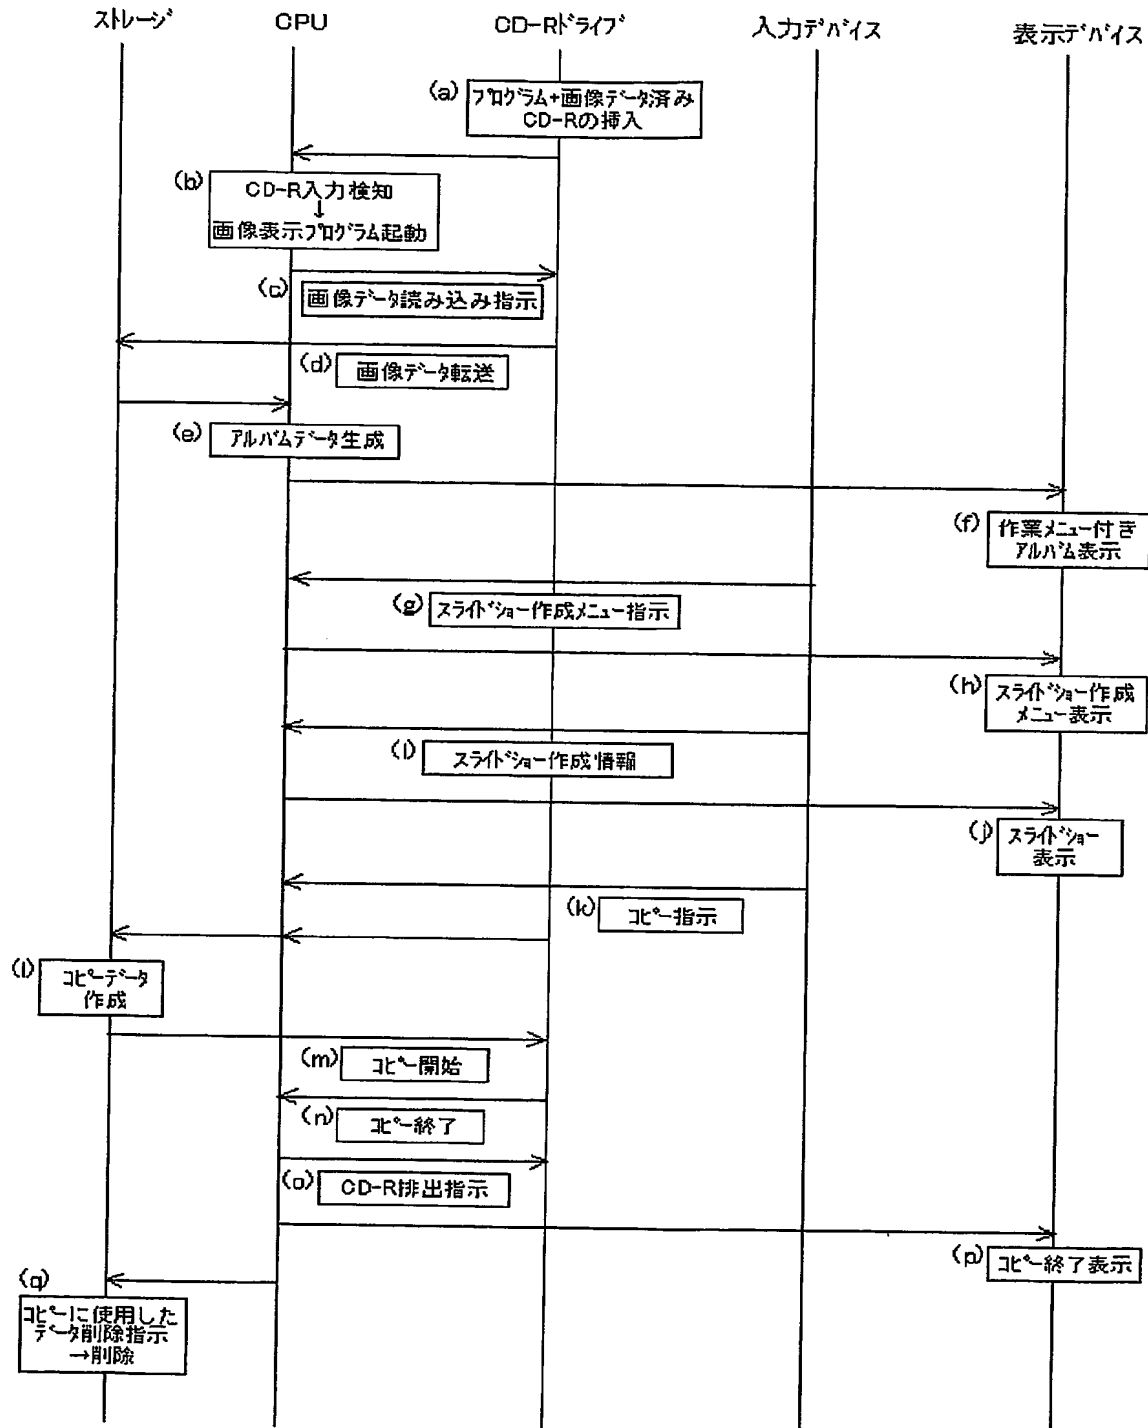 ストレージ
CPU
CD-Rドライブ
入力デバイス
表示デバイス
(a)
プログラム+画像データ済み
CD-Rの挿入
(b)
CD-R入力検知
↓
画像表示プログラム起動
(c)
画像データ読み込み指示
(d)
画像データ転送
(e)
アルバムデータ生成
(f)
作業メニュー付き
アルバム表示
(g)
スライドショー作成メニュー指示
(h)
スライドショー作成
メニュー表示
(i)
スライドショー作成情報
(j)
スライドショー
表示
(k)
コピー指示
(l)
コピーデータ
作成
(m)
コピー開始
(n)
コピー終了
(o)
CD-R排出指示
(p)
コピー終了表示
(q)
コピーに使用した
データ削除指示
→削除